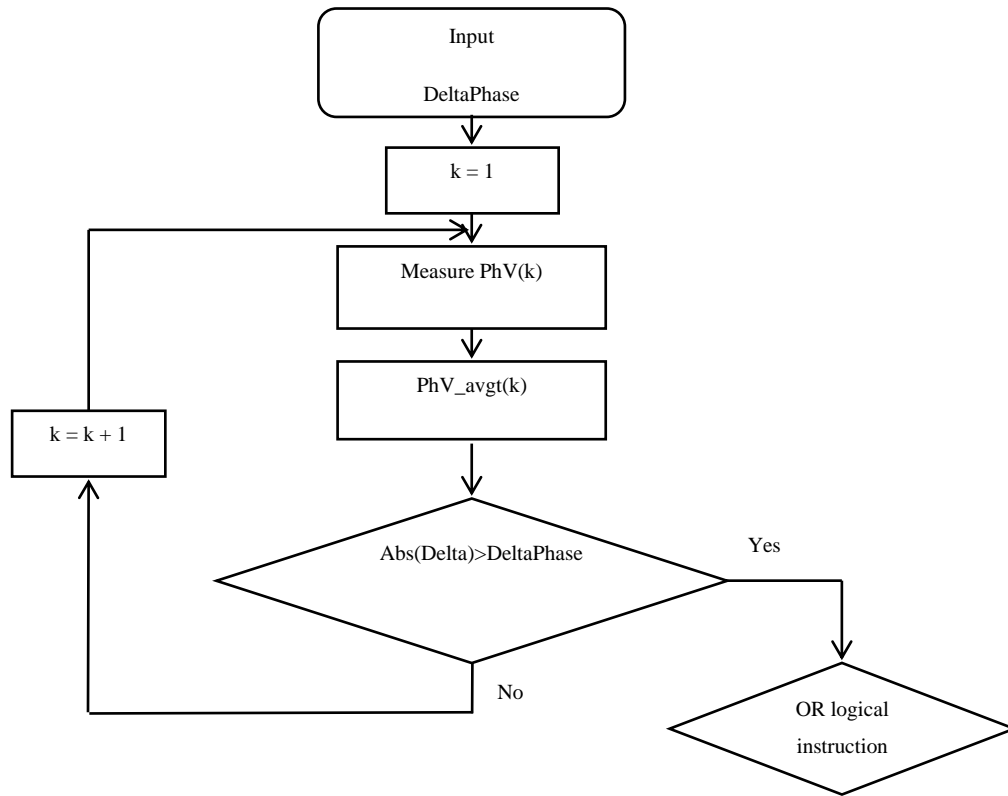 Input
DeltaPhase
k = 1
Measure PhV(k)
PhV_avgt(k)
k = k + 1
Abs(Delta)>DeltaPhase
Yes
No
OR logical
instruction